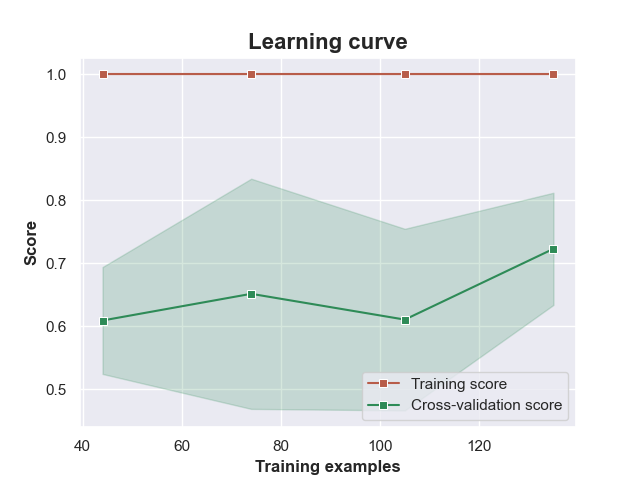 Learning curve
1.0
0.9
0.8
0.7
0.6
0.5
Score
40 60 80 100 120
Training examples
Training score
Cross-validation score